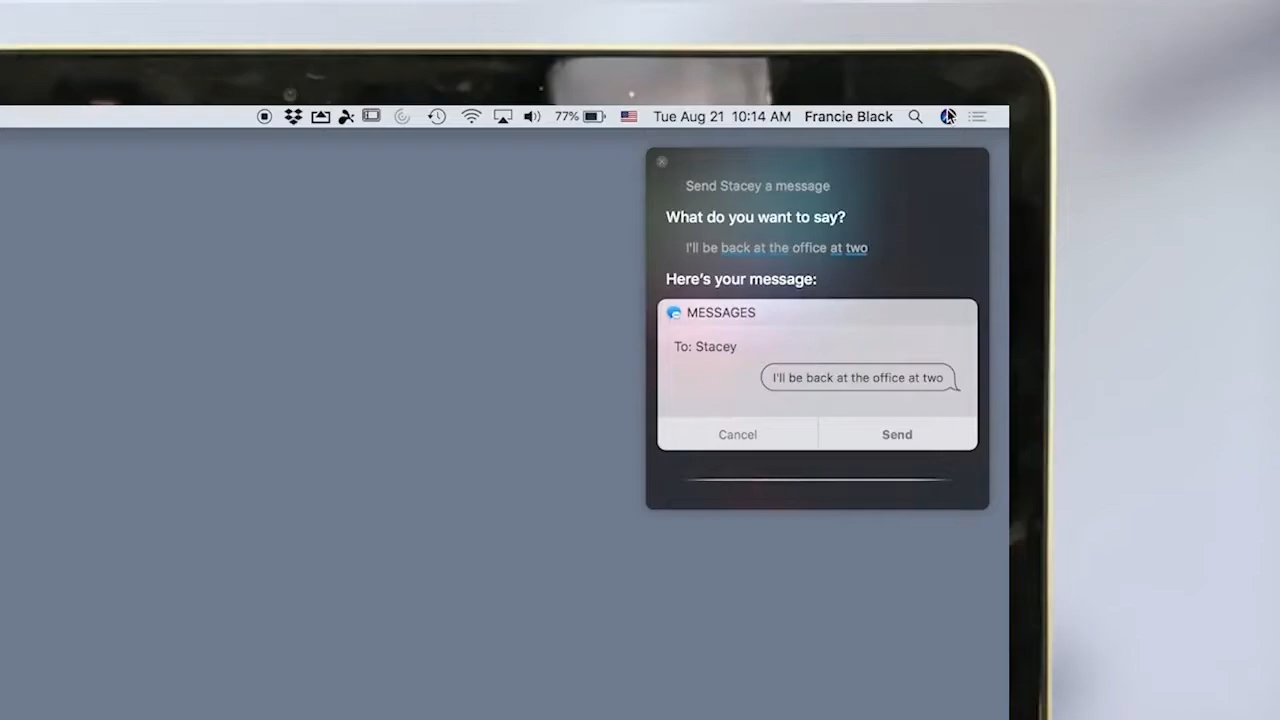 77% Tue Aug 21 10:14 AM Francie Black
Send Stacey a message
What do you want to say?
I'll be back at the office at two
Here's your message:
MESSAGES
To: Stacey
I'll be back at the office at two
Cancel Send